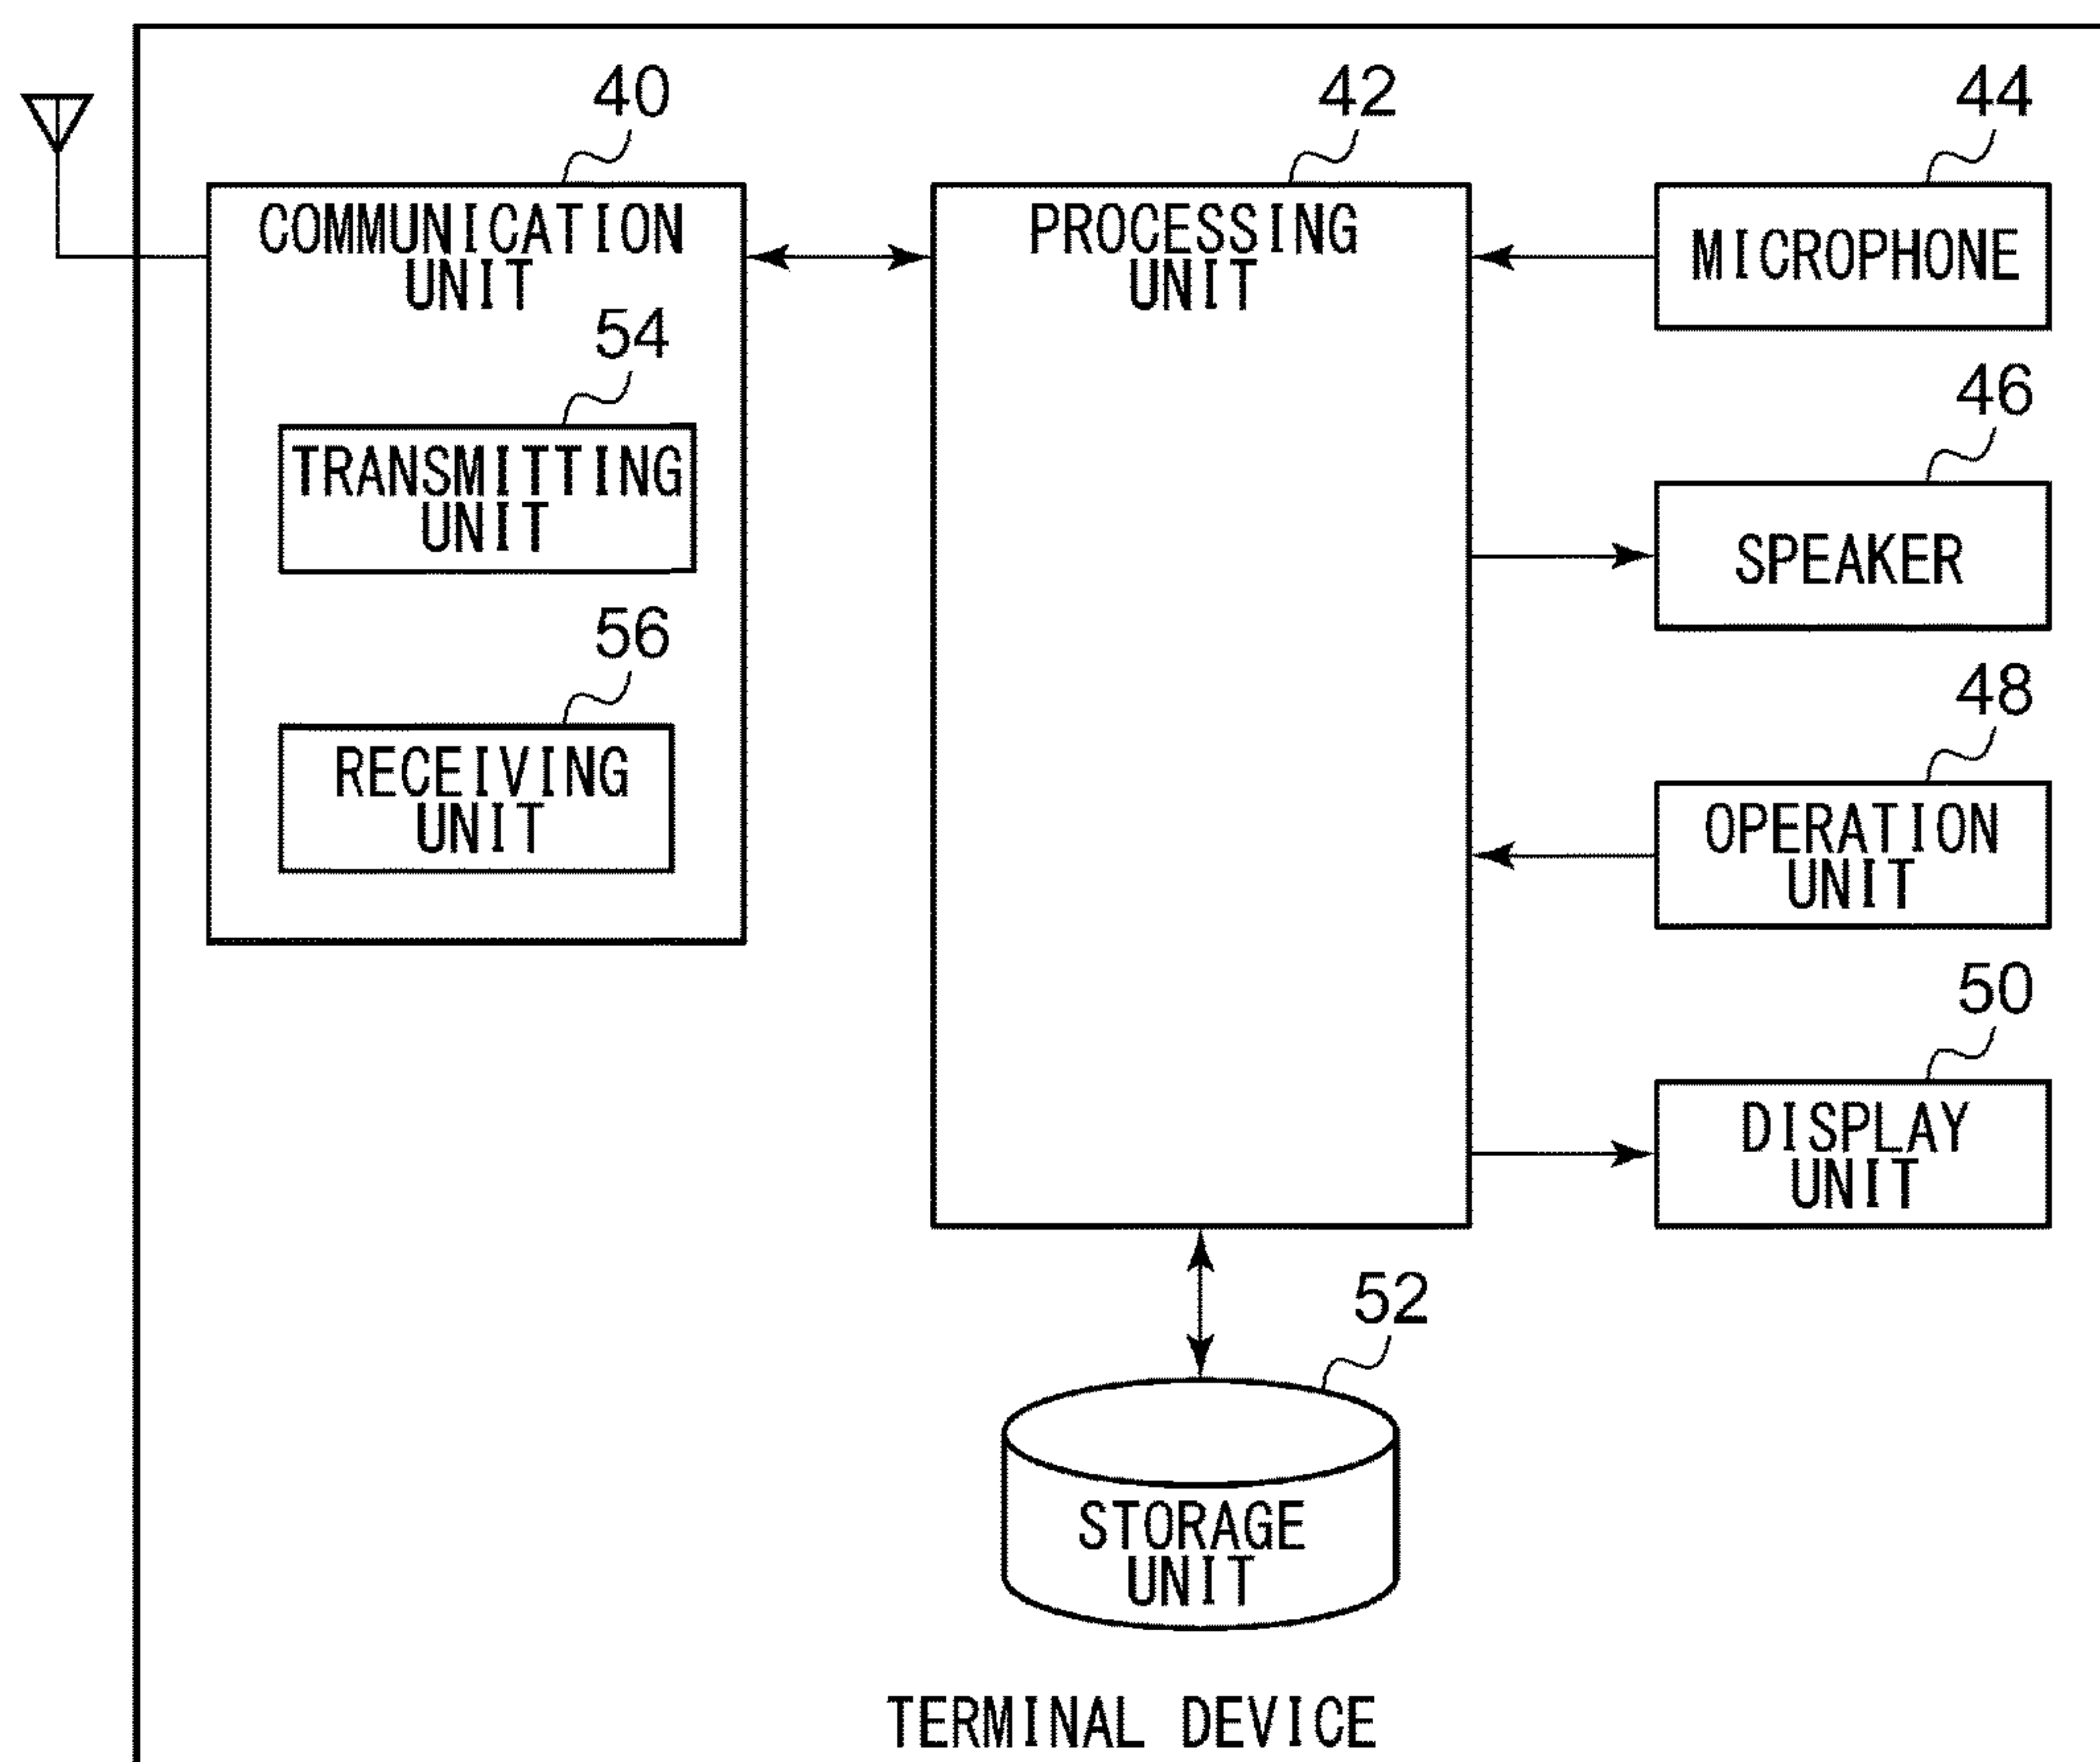 40
COMMUNICATION
UNIT
54
TRANSMITTING
UNIT
56
RECEIVING
UNIT
42
PROCESSING
UNIT
44
MICROPHONE
46
SPEAKER
48
OPERATION
UNIT
50
DISPLAY
UNIT
52
STORAGE
UNIT
TERMINAL DEVICE